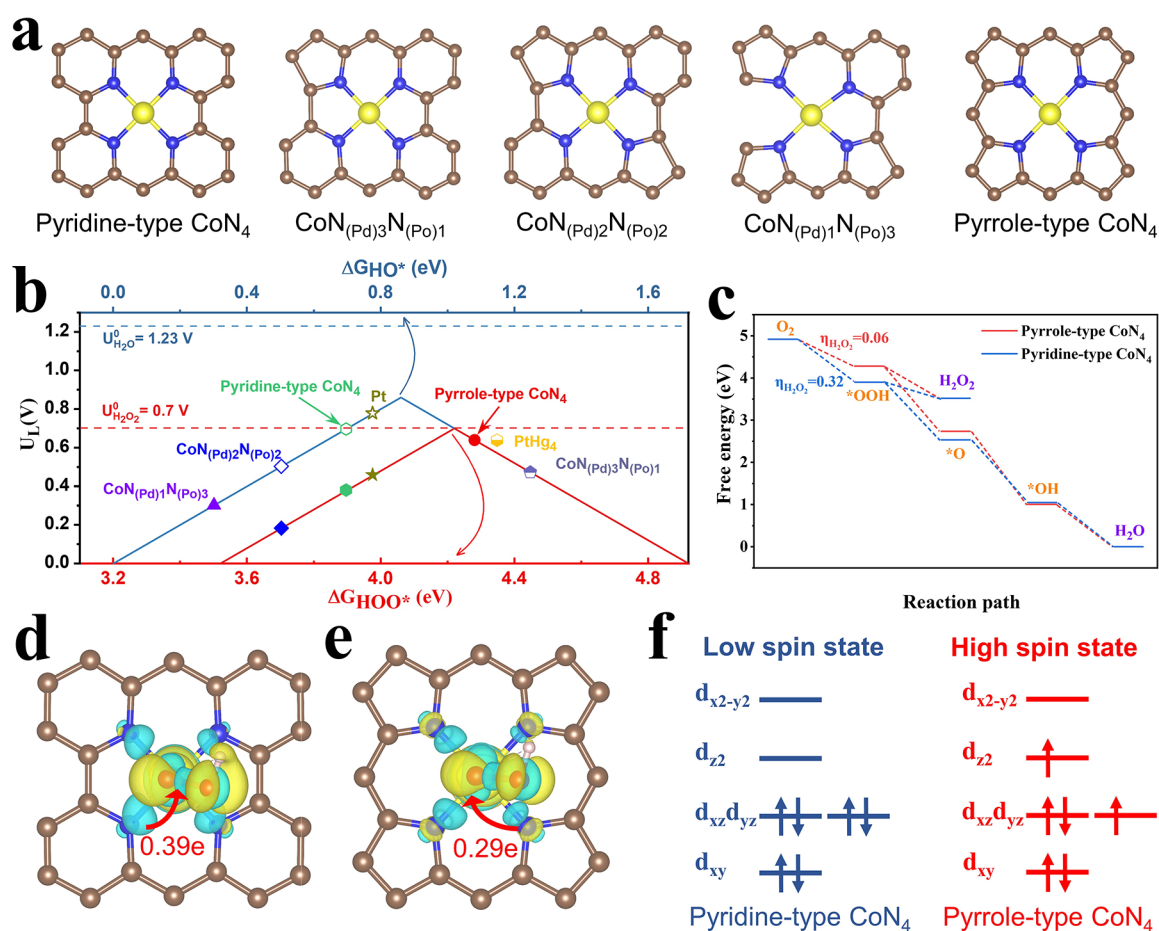 a
Pyridine-type CoN4
CoN(Pd)3N(Po)1
CoN(Pd)2N(Po)2
CoN(Pd)1N(Po)3
Pyrrole-type CoN4
b
ΔGHO* (eV)
0.0 0.4 0.8 1.2 1.6
1.2
1.0
0.8
0.6
0.4
0.2
0.0
UL(V)
U0H2O= 1.23 V
U0H2O2= 0.7 V
Pyridine-type CoN4
Pt
Pyrrole-type CoN4
PtHg4
CoN(Pd)2N(Po)2
CoN(Pd)3N(Po)1
CoN(Pd)1N(Po)3
3.2 3.6 4.0 4.4 4.8
ΔGHOO* (eV)
c
Free energy (eV)
5
4
3
2
1
0
O2
ηH2O2=0.06
ηH2O2=0.32
*OOH
H2O2
*O
*OH
H2O
Pyrrole-type CoN4
Pyridine-type CoN4
Reaction path
d
0.39e
e
0.29e
f
Low spin state
dx2-y2
dz2
dxzdyz
dxy
Pyridine-type CoN4
High spin state
dx2-y2
dz2
dxzdyz
dxy
Pyrrole-type CoN4